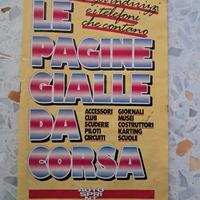 indirizzi
e i telefoni
che contano
LE
PAGINE
GIALLE
DA
CORSA
ACCESSORI GIORNALI
CLUB MUSEI
SCUDERIE COSTRUTTORI
PILOTI KARTING
CIRCUITI SCUOLE